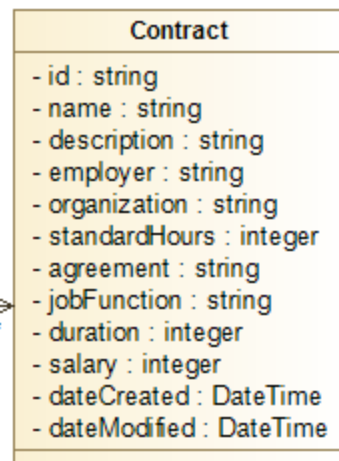 Contract
- id : string
- name : string
- description : string
- employer : string
- organization : string
- standardHours : integer
- agreement : string
- jobFunction : string
- duration : integer
- salary : integer
- dateCreated : DateTime
- dateModified : DateTime